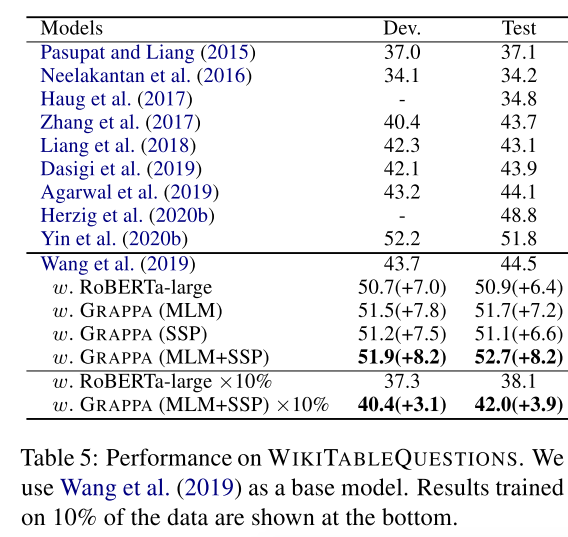 Models Dev. Test
Pasupat and Liang (2015) 37.0 37.1
Neelakantan et al. (2016) 34.1 34.2
Haug et al. (2017) - 34.8
Zhang et al. (2017) 40.4 43.7
Liang et al. (2018) 42.3 43.1
Dasigi et al. (2019) 42.1 43.9
Agarwal et al. (2019) 43.2 44.1
Herzig et al. (2020b) - 48.8
Yin et al. (2020b) 52.2 51.8
Wang et al. (2019) 43.7 44.5
w. RoBERTa-large 50.7(+7.0) 50.9(+6.4)
w. GRAPPA (MLM) 51.5(+7.8) 51.7(+7.2)
w. GRAPPA (SSP) 51.2(+7.5) 51.1(+6.6)
w. GRAPPA (MLM+SSP) 51.9(+8.2) 52.7(+8.2)
w. RoBERTa-large ×10% 37.3 38.1
w. GRAPPA (MLM+SSP) ×10% 40.4(+3.1) 42.0(+3.9)
Table 5: Performance on WIKITABLEQUESTIONS. We
use Wang et al. (2019) as a base model. Results trained
on 10% of the data are shown at the bottom.